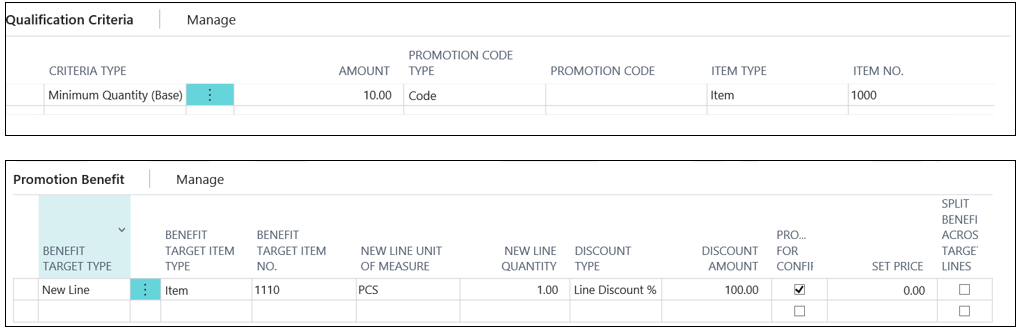 Qualification Criteria Manage
PROMOTION CODE
CRITERIA TYPE AMOUNT TYPE PROMOTION CODE ITEM TYPE ITEM NO.
Minimum Quantity (Base) 10.00 Code Item 1000
Promotion Benefit Manage
SPLIT
BENEFIT BENEFIT PRO... BENEFI
BENEFIT TARGET ITEM TARGET ITEM NEW LINE UNIT NEW LINE DISCOUNT DISCOUNT FOR ACROS
TARGET TYPE TYPE NO. OF MEASURE QUANTITY TYPE AMOUNT CONFIF SET PRICE TARGE
LINES
New Line Item 1110 PCS 1.00 Line Discount % 100.00 0.00